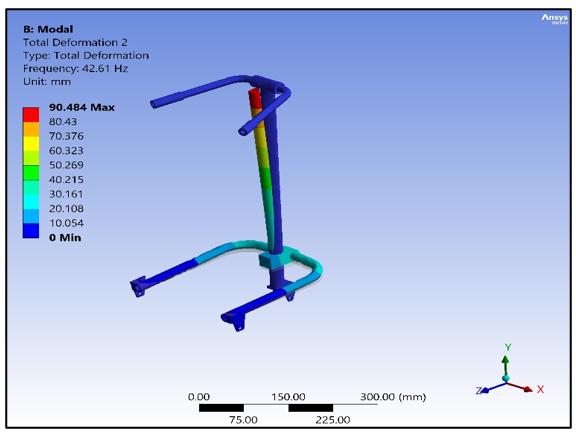 Ansys
B: Modal
Total Deformation 2
Type: Total Deformation
Frequency: 42.61 Hz
Unit: mm
90.484 Max
80.43
70.376
60.323
50.269
40.215
30.161
20.108
10.054
0 Min
Y
Z
X
0.00 150.00 300.00 (mm)
75.00 225.00